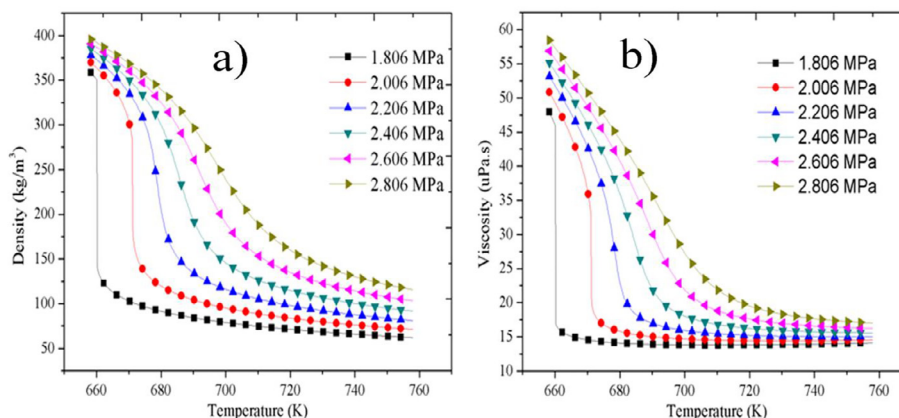 a)
1.806 MPa
2.006 MPa
2.206 MPa
2.406 MPa
2.606 MPa
2.806 MPa
400
350
300
250
200
150
100
50
Density (kg/m³)
660 680 700 720 740 760
Temperature (K)
b)
1.806 MPa
2.006 MPa
2.206 MPa
2.406 MPa
2.606 MPa
2.806 MPa
60
55
50
45
40
35
30
25
20
15
10
Viscosity (uPa.s)
660 680 700 720 740 760
Temperature (K)